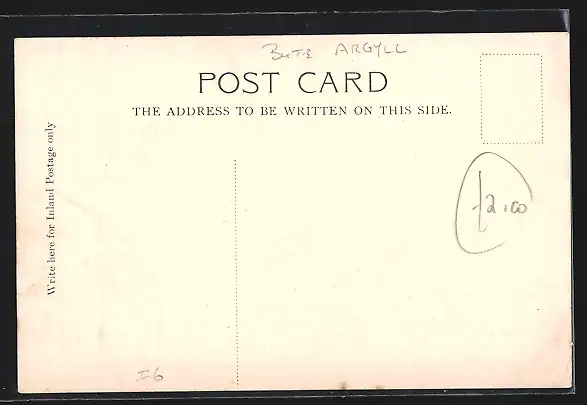 BUTE ARGYLL
POST CARD
THE ADDRESS TO BE WRITTEN ON THIS SIDE.
Write here for Inland Postage only
£2.00
I6